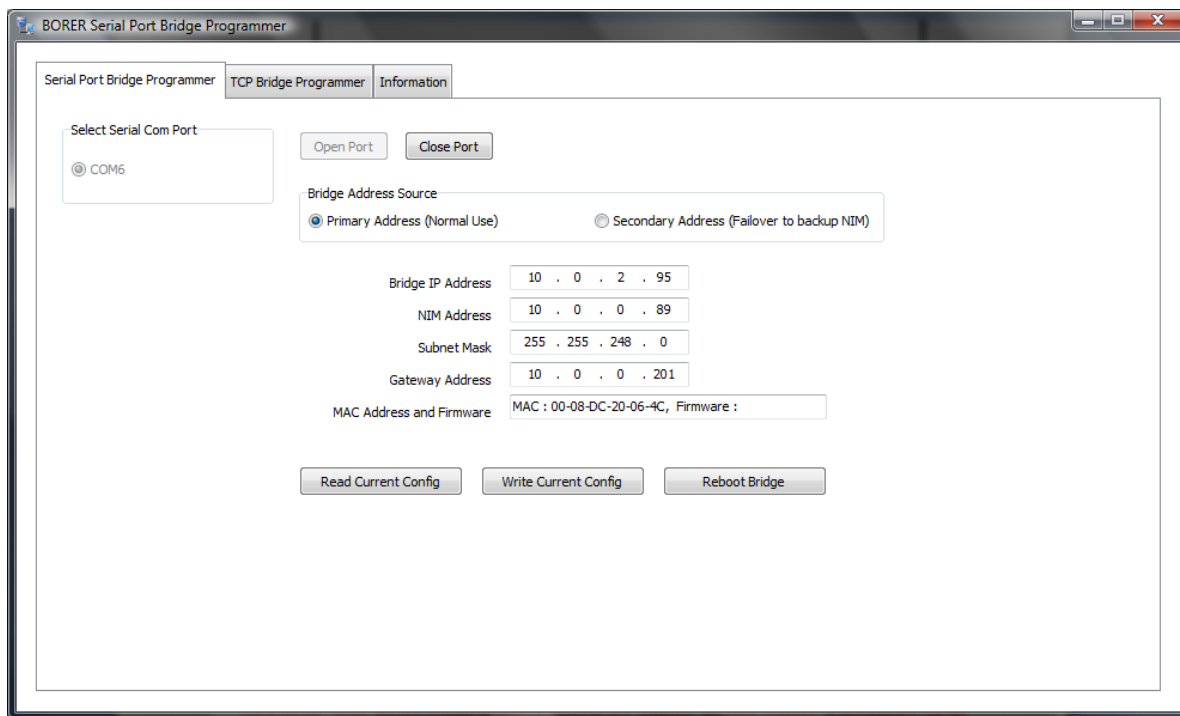 BORER Serial Port Bridge Programmer
Serial Port Bridge Programmer TCP Bridge Programmer Information
Select Serial Com Port
COM6
Open Port Close Port
Bridge Address Source
Primary Address (Normal Use) Secondary Address (Failover to backup NIM)
Bridge IP Address 10 . 0 . 2 . 95
NIM Address 10 . 0 . 0 . 89
Subnet Mask 255 . 255 . 248 . 0
Gateway Address 10 . 0 . 0 . 201
MAC Address and Firmware MAC : 00-08-DC-20-06-4C, Firmware :
Read Current Config Write Current Config Reboot Bridge